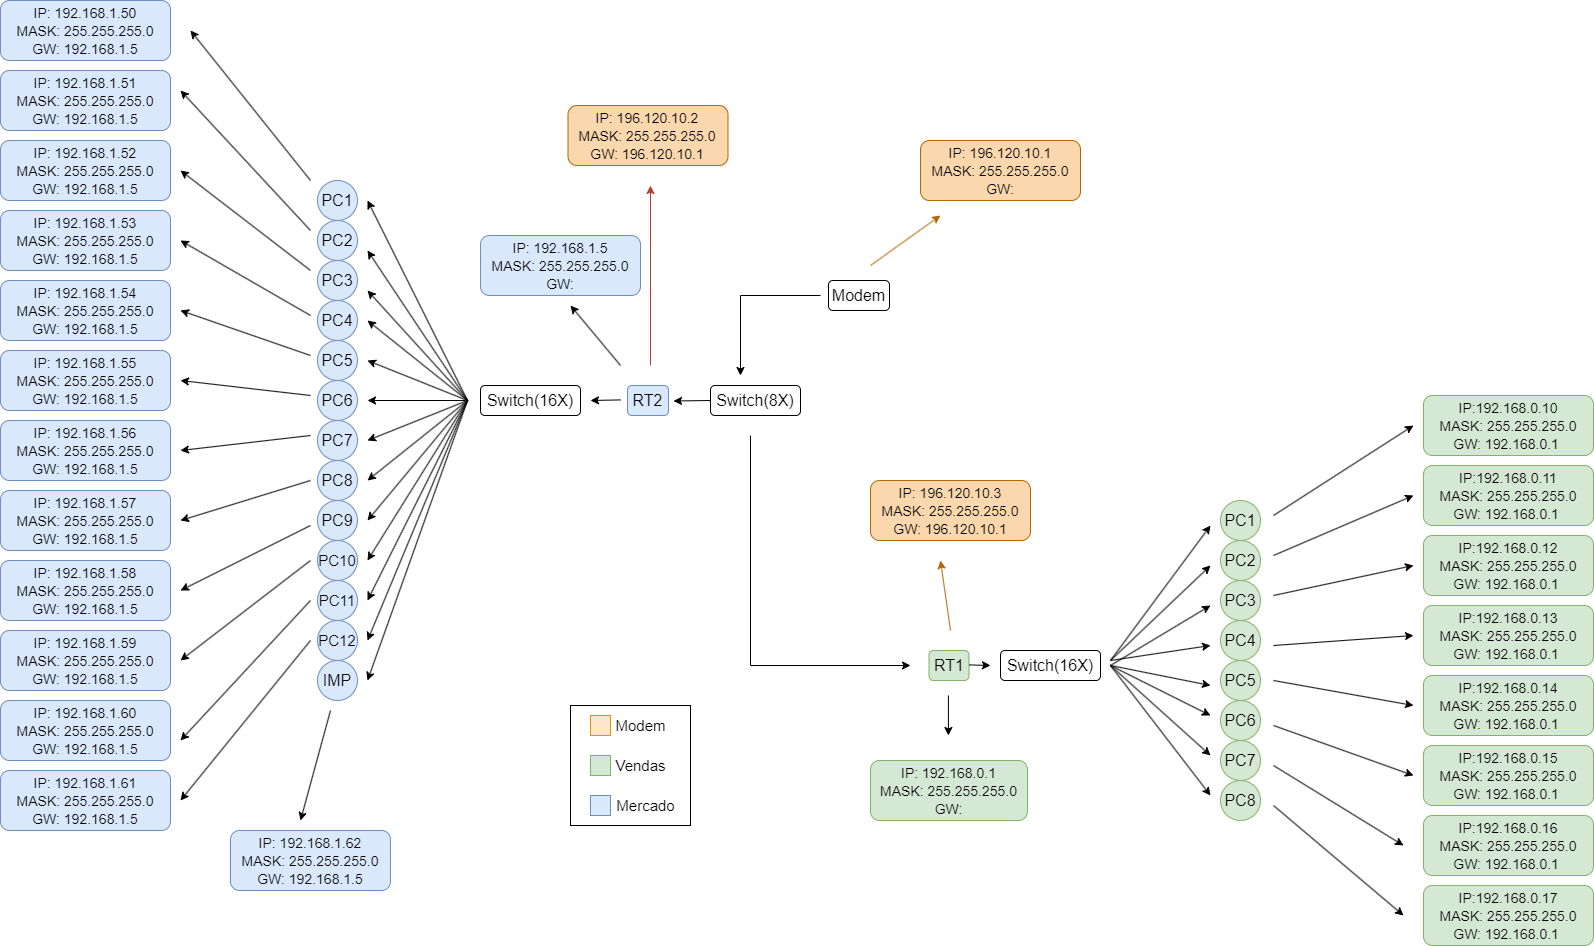 IP: 192.168.1.50
MASK: 255.255.255.0
GW: 192.168.1.5
IP: 192.168.1.51
MASK: 255.255.255.0
GW: 192.168.1.5
IP: 192.168.1.52
MASK: 255.255.255.0
GW: 192.168.1.5
IP: 192.168.1.53
MASK: 255.255.255.0
GW: 192.168.1.5
IP: 192.168.1.54
MASK: 255.255.255.0
GW: 192.168.1.5
IP: 192.168.1.55
MASK: 255.255.255.0
GW: 192.168.1.5
IP: 192.168.1.56
MASK: 255.255.255.0
GW: 192.168.1.5
IP: 192.168.1.57
MASK: 255.255.255.0
GW: 192.168.1.5
IP: 192.168.1.58
MASK: 255.255.255.0
GW: 192.168.1.5
IP: 192.168.1.59
MASK: 255.255.255.0
GW: 192.168.1.5
IP: 192.168.1.60
MASK: 255.255.255.0
GW: 192.168.1.5
IP: 192.168.1.61
MASK: 255.255.255.0
GW: 192.168.1.5
IP: 192.168.1.62
MASK: 255.255.255.0
GW: 192.168.1.5
PC1
PC2
PC3
PC4
PC5
PC6
PC7
PC8
PC9
PC10
PC11
PC12
IMP
IP: 196.120.10.2
MASK: 255.255.255.0
GW: 196.120.10.1
IP: 192.168.1.5
MASK: 255.255.255.0
GW:
Switch(16X)
RT2
Switch(8X)
IP: 196.120.10.1
MASK: 255.255.255.0
GW:
Modem
IP: 196.120.10.3
MASK: 255.255.255.0
GW: 196.120.10.1
RT1
Switch(16X)
IP: 192.168.0.1
MASK: 255.255.255.0
GW:
Modem
Vendas
Mercado
PC1
PC2
PC3
PC4
PC5
PC6
PC7
PC8
IP:192.168.0.10
MASK: 255.255.255.0
GW: 192.168.0.1
IP:192.168.0.11
MASK: 255.255.255.0
GW: 192.168.0.1
IP:192.168.0.12
MASK: 255.255.255.0
GW: 192.168.0.1
IP:192.168.0.13
MASK: 255.255.255.0
GW: 192.168.0.1
IP:192.168.0.14
MASK: 255.255.255.0
GW: 192.168.0.1
IP:192.168.0.15
MASK: 255.255.255.0
GW: 192.168.0.1
IP:192.168.0.16
MASK: 255.255.255.0
GW: 192.168.0.1
IP:192.168.0.17
MASK: 255.255.255.0
GW: 192.168.0.1